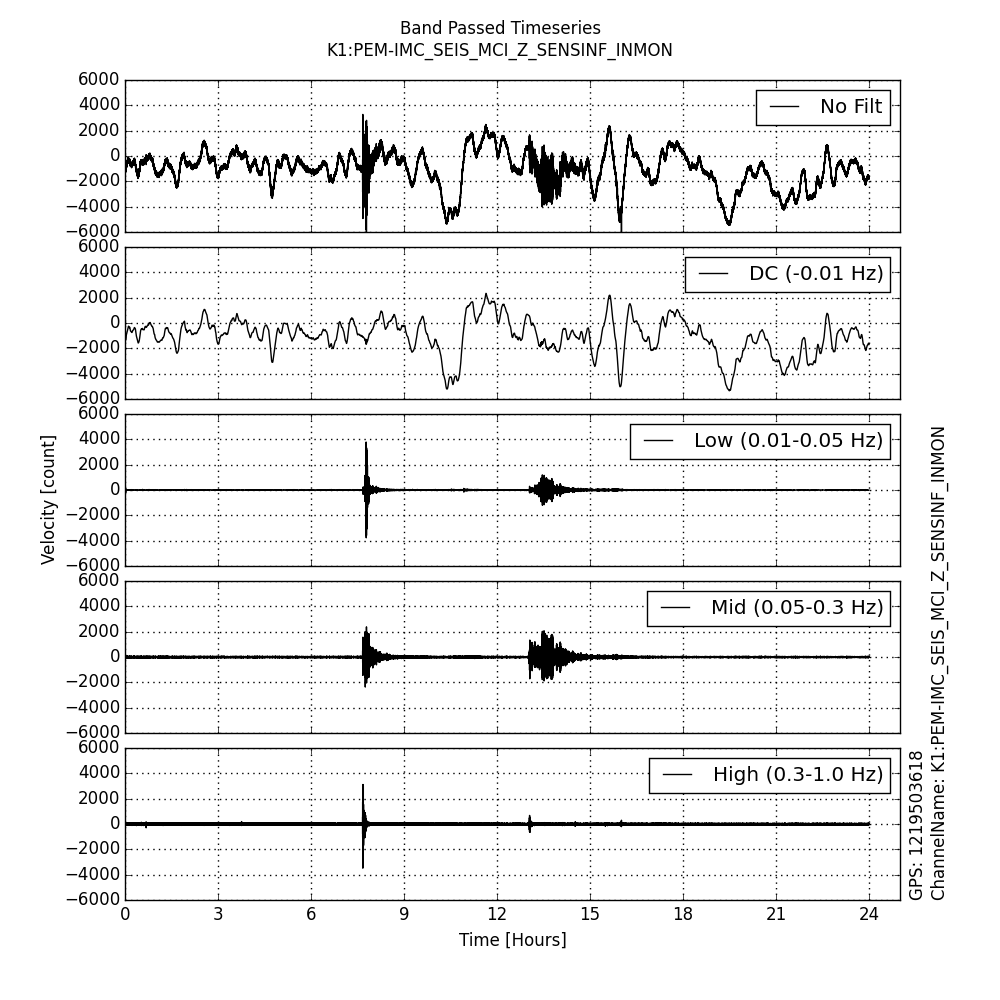 Band Passed Timeseries
K1:PEM-IMC_SEIS_MCI_Z_SENSINF_INMON
6000
4000
2000
0
−2000
−4000
−6000
No Filt
6000
4000
2000
0
−2000
−4000
−6000
DC (-0.01 Hz)
6000
4000
2000
0
−2000
−4000
−6000
Low (0.01-0.05 Hz)
Velocity [count]
6000
4000
2000
0
−2000
−4000
−6000
Mid (0.05-0.3 Hz)
6000
4000
2000
0
−2000
−4000
−6000
High (0.3-1.0 Hz)
0 3 6 9 12 15 18 21 24
Time [Hours]
GPS: 1219503618
ChannelName: K1:PEM-IMC_SEIS_MCI_Z_SENSINF_INMON